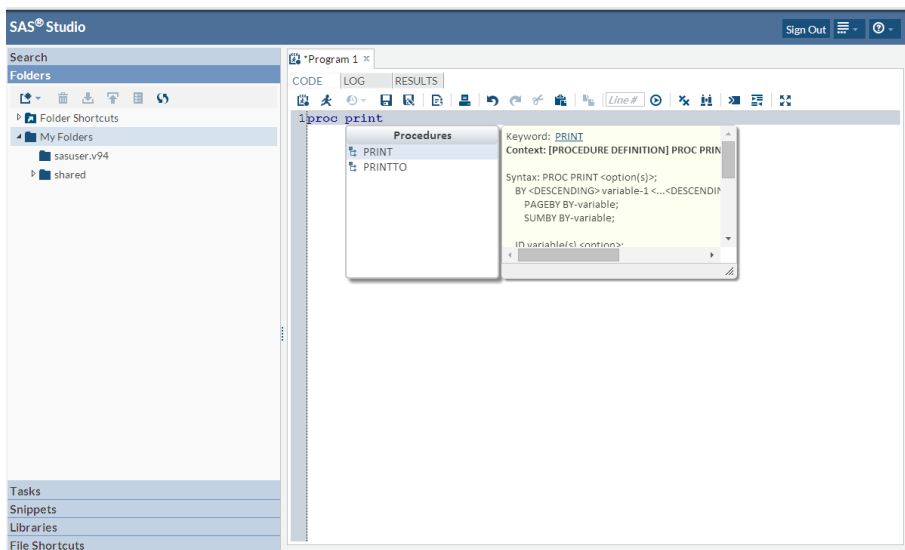 SAS® Studio
Sign Out
Search
Folders
Folder Shortcuts
My Folders
sasuser.v94
shared
Tasks
Snippets
Libraries
File Shortcuts
*Program 1 ×
CODE LOG RESULTS
Line #
1 proc print
Procedures
PRINT
PRINTTO
Keyword: PRINT
Context: [PROCEDURE DEFINITION] PROC PRIN
Syntax: PROC PRINT <option(s)>;
BY <DESCENDING> variable-1 <...<DESCENDIN
PAGEBY BY-variable;
SUMBY BY-variable;
ID variable(s) <option>;